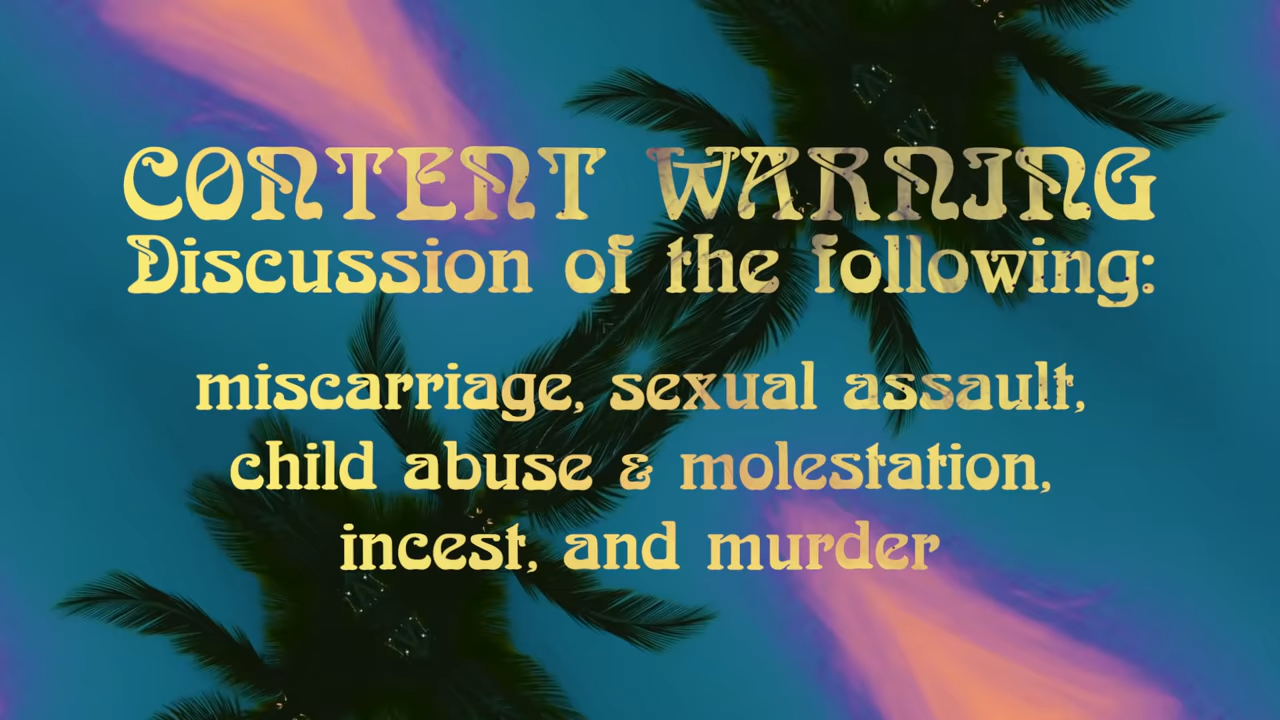 CONTENT WARNING
Discussion of the following:
miscarriage, sexual assault,
child abuse & molestation,
incest, and murder